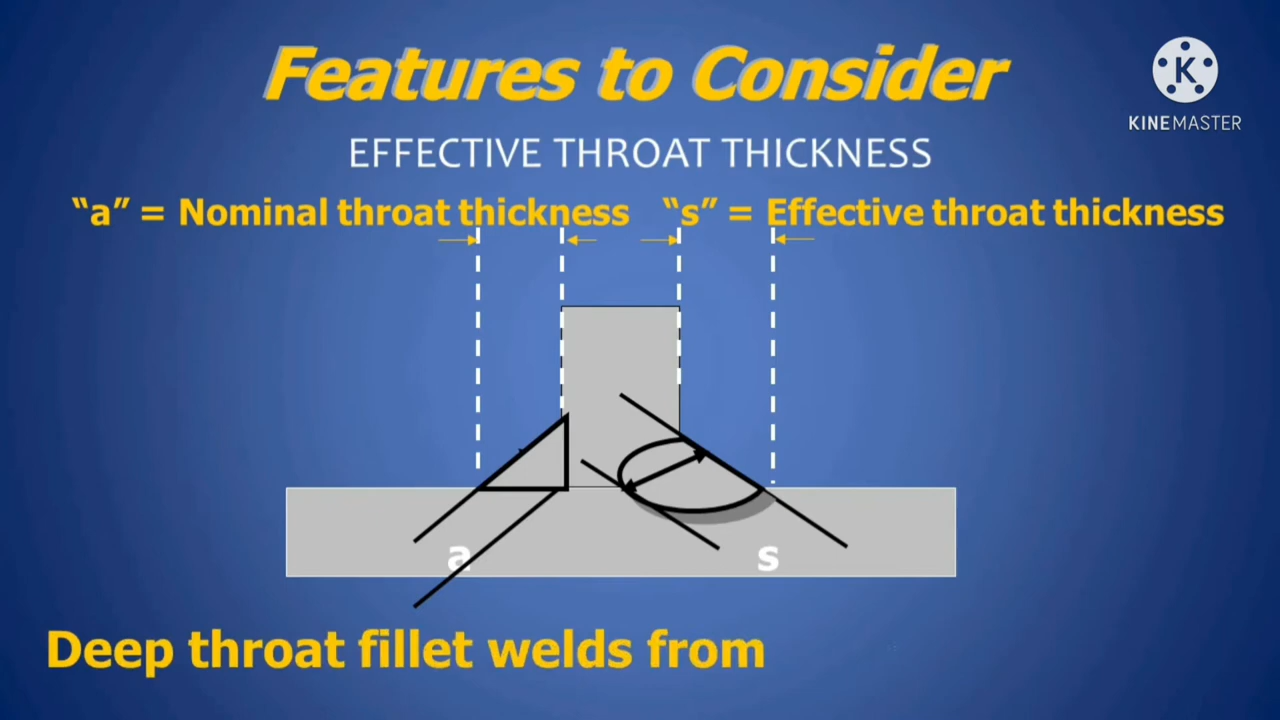 Features to Consider
K
KINEMASTER
EFFECTIVE THROAT THICKNESS
“a” = Nominal throat thickness “s” = Effective throat thickness
a s
Deep throat fillet welds from